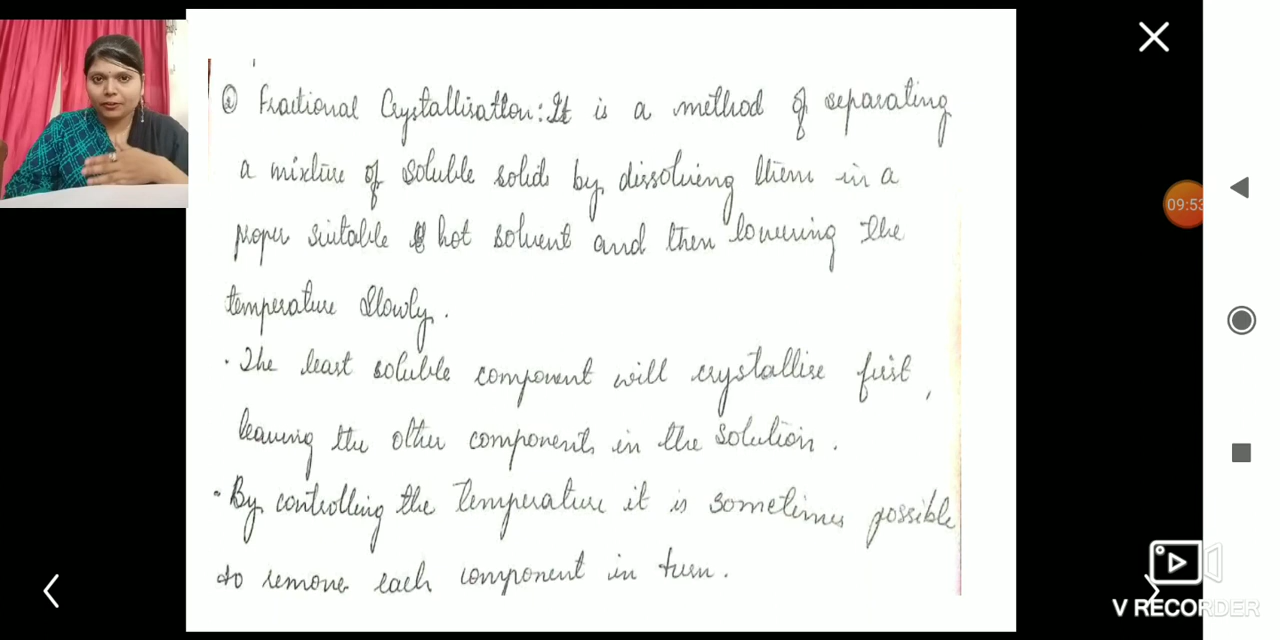 ② Fractional Crystallisation: It is a method of separating
a mixture of soluble solids by dissolving them in a
proper suitable hot solvent and then lowering the
temperature slowly.
· The least soluble component will crystallise first,
leaving the other components in the solution.
· By controlling the temperature it is sometimes possible
to remove each component in turn.
09:53
V RECORDER